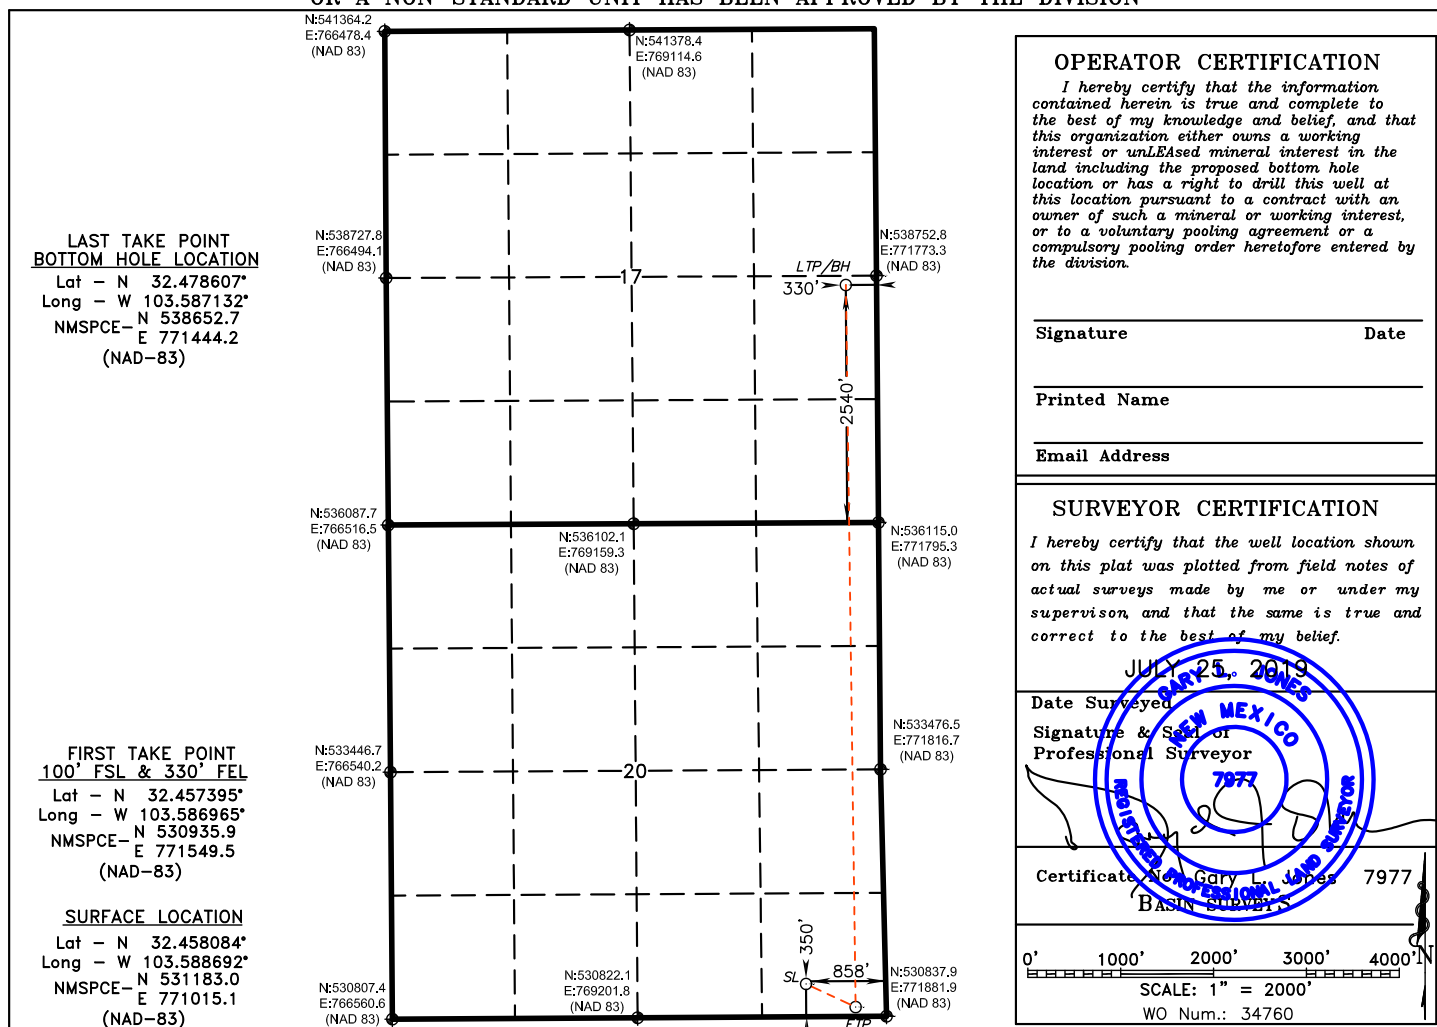 OR A NON-STANDARD UNIT HAS BEEN APPROVED BY THE DIVISION
N:541364.2
E:766478.4
(NAD 83)
N:541378.4
E:769114.6
(NAD 83)
N:538727.8
E:766494.1
(NAD 83)
N:538752.8
E:771773.3
(NAD 83)
LTP/BH
330'
17
2540'
LAST TAKE POINT
BOTTOM HOLE LOCATION
Lat - N 32.478607°
Long - W 103.587132°
NMSPCE- N 538652.7
E 771444.2
(NAD-83)
N:536087.7
E:766516.5
(NAD 83)
N:536102.1
E:769159.3
(NAD 83)
N:536115.0
E:771795.3
(NAD 83)
N:533446.7
E:766540.2
(NAD 83)
20
N:533476.5
E:771816.7
(NAD 83)
FIRST TAKE POINT
100' FSL & 330' FEL
Lat - N 32.457395°
Long - W 103.586965°
NMSPCE- N 530935.9
E 771549.5
(NAD-83)
SURFACE LOCATION
Lat - N 32.458084°
Long - W 103.588692°
NMSPCE- N 531183.0
E 771015.1
(NAD-83)
N:530807.4
E:766560.6
(NAD 83)
N:530822.1
E:769201.8
(NAD 83)
350'
SL
858'
FTP
N:530837.9
E:771881.9
(NAD 83)
OPERATOR CERTIFICATION
I hereby certify that the information
contained herein is true and complete to
the best of my knowledge and belief, and that
this organization either owns a working
interest or unLEAsed mineral interest in the
land including the proposed bottom hole
location or has a right to drill this well at
this location pursuant to a contract with an
owner of such a mineral or working interest,
or to a voluntary pooling agreement or a
compulsory pooling order heretofore entered by
the division.
Signature Date
Printed Name
Email Address
SURVEYOR CERTIFICATION
I hereby certify that the well location shown
on this plat was plotted from field notes of
actual surveys made by me or under my
supervison, and that the same is true and
correct to the best of my belief.
JULY 25, 2019
Date Surveyed
Signature & Seal of
Professional Surveyor
GARY L. JONES
NEW MEXICO
7977
REGISTERED PROFESSIONAL LAND SURVEYOR
Certificate No. Gary L. Jones 7977
BASIN SURVEYS
0' 1000' 2000' 3000' 4000'
N
SCALE: 1" = 2000'
WO Num.: 34760